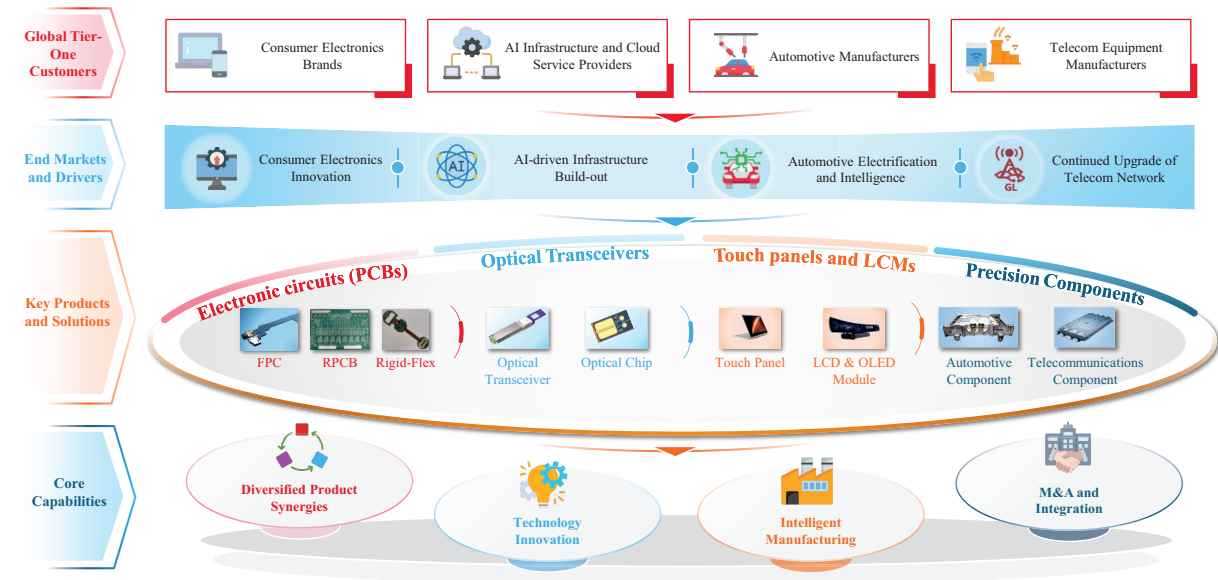 Global Tier-
One
Customers
Consumer Electronics
Brands
AI Infrastructure and Cloud
Service Providers
Automotive Manufacturers
Telecom Equipment
Manufacturers
End Markets
and Drivers
Consumer Electronics
Innovation
AI
AI-driven Infrastructure
Build-out
Automotive Electrification
and Intelligence
GL
Continued Upgrade of
Telecom Network
Key Products
and Solutions
Electronic circuits (PCBs)
Optical Transceivers
Touch panels and LCMs
Precision Components
FPC
RPCB
Rigid-Flex
Optical
Transceiver
Optical Chip
Touch Panel
LCD & OLED
Module
Automotive
Component
Telecommunications
Component
Core
Capabilities
Diversified Product
Synergies
Technology
Innovation
Intelligent
Manufacturing
M&A and
Integration